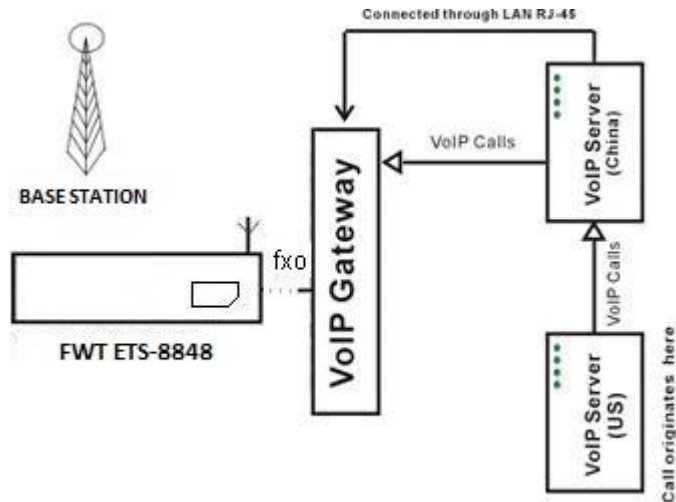 Connected through LAN RJ-45
BASE STATION
fxo
FWT ETS-8848
VoIP Gateway
VoIP Calls
VoIP Server
(China)
VoIP Calls
VoIP Server
(US)
Call originates here